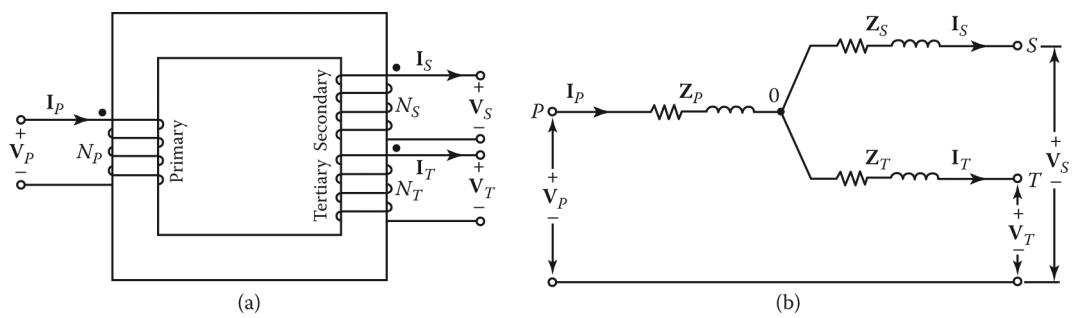 I_P
+
V_P
−
N_P
Primary
Secondary
Tertiary
I_S
+
N_S
V_S
−
I_T
+
N_T
V_T
−
(a)
P
I_P
Z_P
0
Z_S
I_S
S
Z_T
I_T
T
+
V_P
−
+
V_S
−
+
V_T
−
(b)